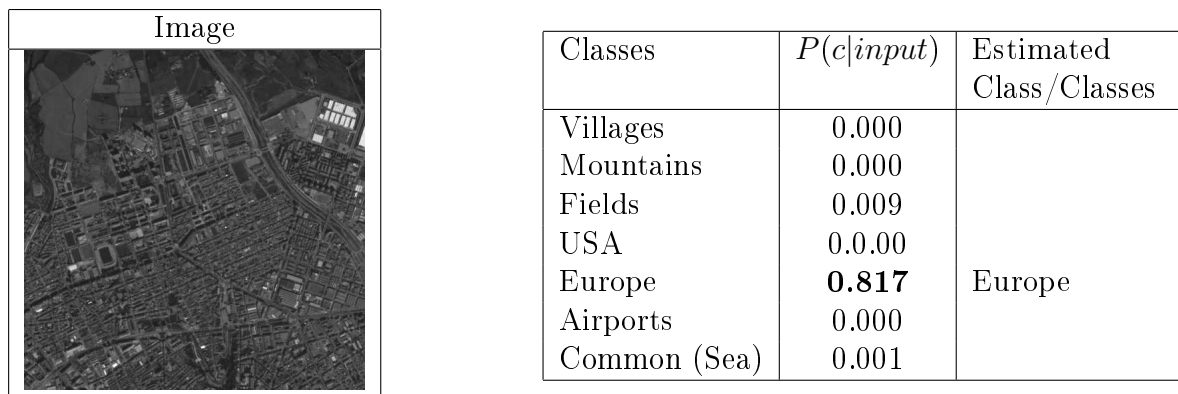 Image
Classes P(c|input) Estimated
Class/Classes
Villages 0.000
Mountains 0.000
Fields 0.009
USA 0.0.00
Europe 0.817 Europe
Airports 0.000
Common (Sea) 0.001